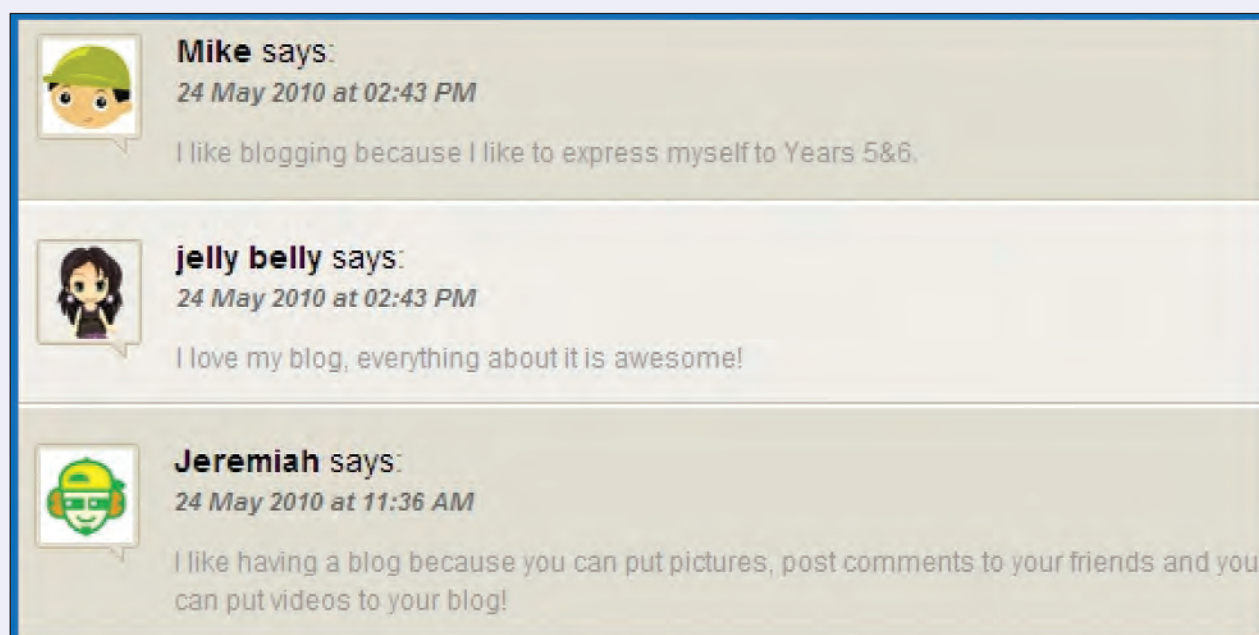 Mike says:
24 May 2010 at 02:43 PM
I like blogging because I like to express myself to Years 5&6.
jelly belly says:
24 May 2010 at 02:43 PM
I love my blog, everything about it is awesome!
Jeremiah says:
24 May 2010 at 11:36 AM
I like having a blog because you can put pictures, post comments to your friends and you
can put videos to your blog!